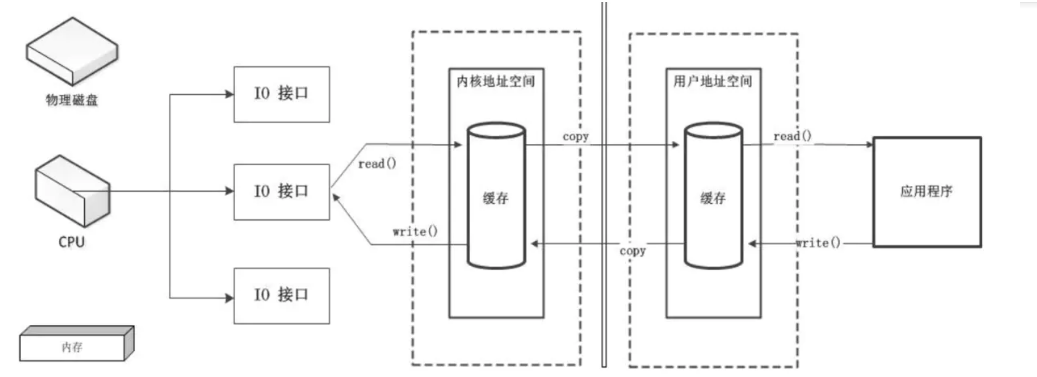 物理磁盘
CPU
内存
IO 接口
IO 接口
IO 接口
read()
write()
内核地址空间
缓存
copy
copy
用户地址空间
缓存
read()
write()
应用程序